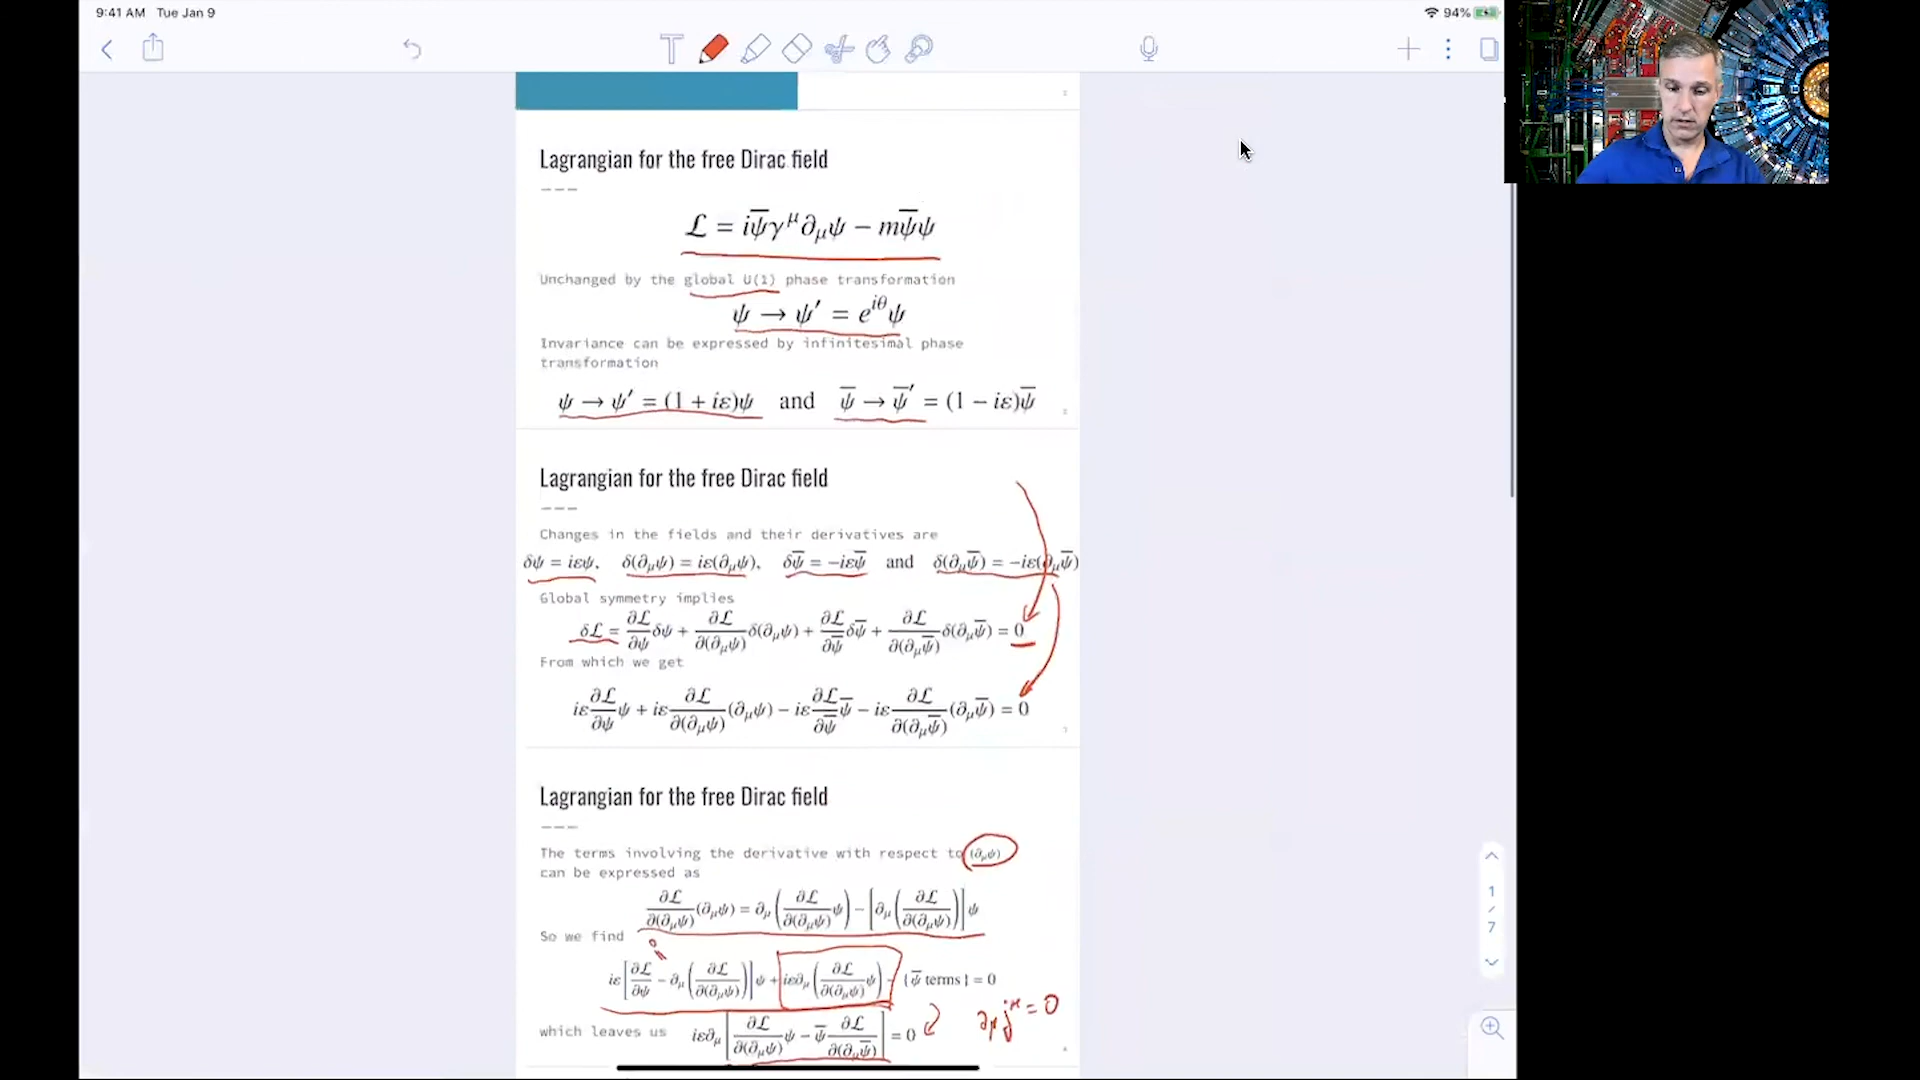 9:41 AM Tue Jan 9
94%
Lagrangian for the free Dirac field
---
ℒ = iψ̅γ^μ∂_μψ − mψ̅ψ
Unchanged by the global U(1) phase transformation
ψ → ψ′ = e^{iθ}ψ
Invariance can be expressed by infinitesimal phase
transformation
ψ → ψ′ = (1 + iε)ψ and ψ̅ → ψ̅′ = (1 − iε)ψ̅
Lagrangian for the free Dirac field
---
Changes in the fields and their derivatives are
δψ = iεψ, δ(∂_μψ) = iε(∂_μψ), δψ̅ = −iεψ̅ and δ(∂_μψ̅) = −iε(∂_μψ̅)
Global symmetry implies
δℒ = ∂ℒ/∂ψ δψ + ∂ℒ/∂(∂_μψ) δ(∂_μψ) + ∂ℒ/∂ψ̅ δψ̅ + ∂ℒ/∂(∂_μψ̅) δ(∂_μψ̅) = 0
From which we get
iε ∂ℒ/∂ψ ψ + iε ∂ℒ/∂(∂_μψ) (∂_μψ) − iε ∂ℒ/∂ψ̅ ψ̅ − iε ∂ℒ/∂(∂_μψ̅) (∂_μψ̅) = 0
Lagrangian for the free Dirac field
---
The terms involving the derivative with respect to (∂_μψ)
can be expressed as
∂ℒ/∂(∂_μψ) (∂_μψ) = ∂_μ(∂ℒ/∂(∂_μψ) ψ) − [∂_μ(∂ℒ/∂(∂_μψ))]ψ
So we find
iε[∂ℒ/∂ψ − ∂_μ(∂ℒ/∂(∂_μψ))]ψ + iε∂_μ(∂ℒ/∂(∂_μψ) ψ) − {ψ̅ terms} = 0
which leaves us iε∂_μ[∂ℒ/∂(∂_μψ) ψ − ψ̅ ∂ℒ/∂(∂_μψ̅)] = 0
∂_μ j^μ = 0
1
/
7